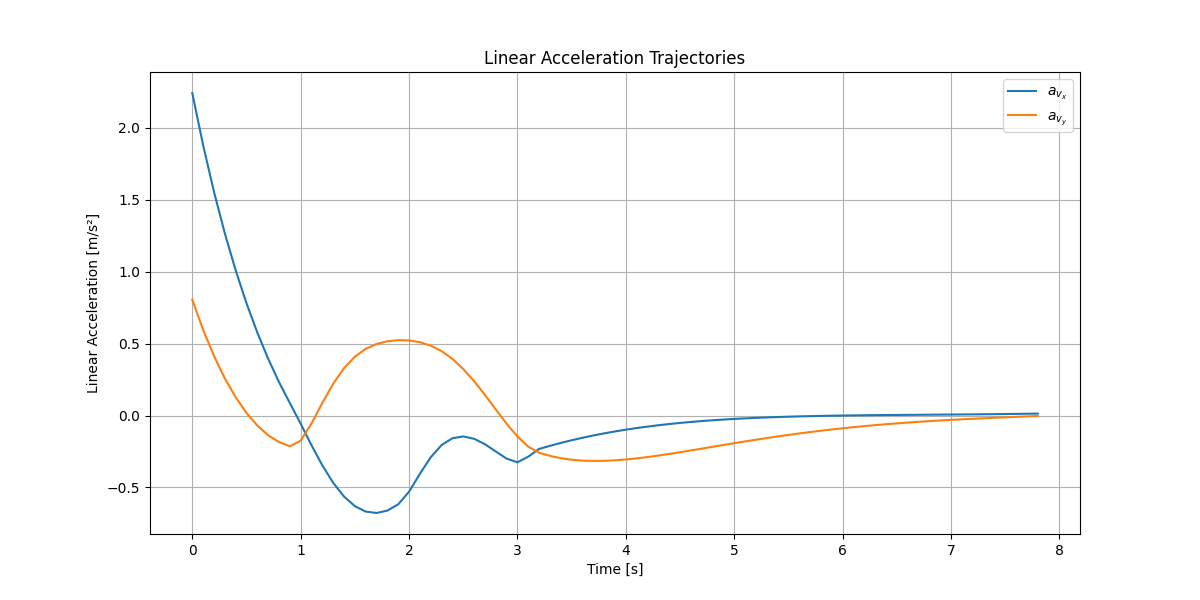 Linear Acceleration Trajectories
a_{v_x}
a_{v_y}
Linear Acceleration [m/s²]
2.0
1.5
1.0
0.5
0.0
−0.5
0 1 2 3 4 5 6 7 8
Time [s]